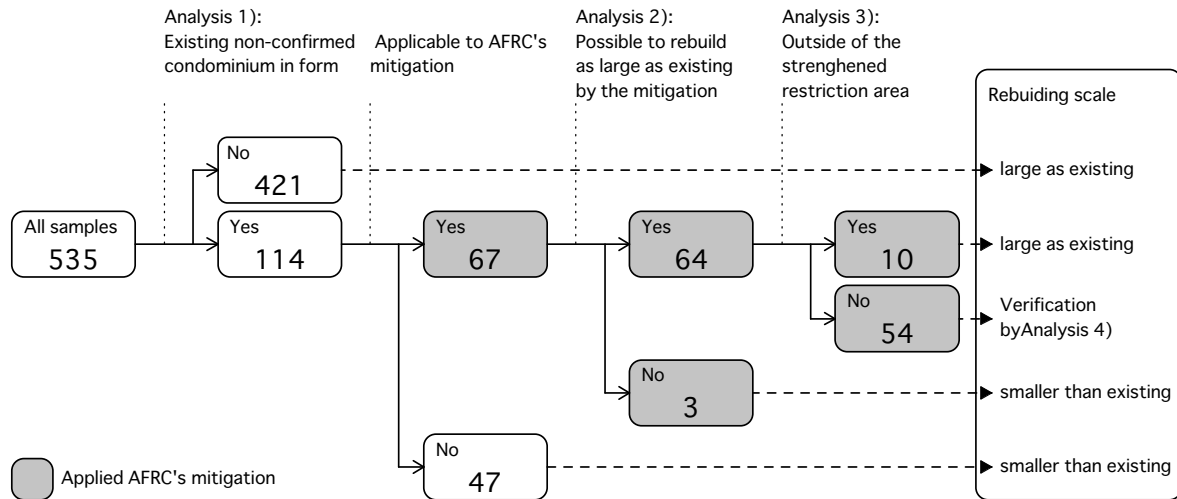 Analysis 1):
Existing non-confirmed
condominium in form
Applicable to AFRC's
mitigation
Analysis 2):
Possible to rebuild
as large as existing
by the mitigation
Analysis 3):
Outside of the
strenghened
restriction area
Rebuiding scale
No
421
large as existing
All samples
535
Yes
114
Yes
67
Yes
64
Yes
10
large as existing
No
54
Verification
byAnalysis 4)
No
3
smaller than existing
No
47
smaller than existing
Applied AFRC's mitigation